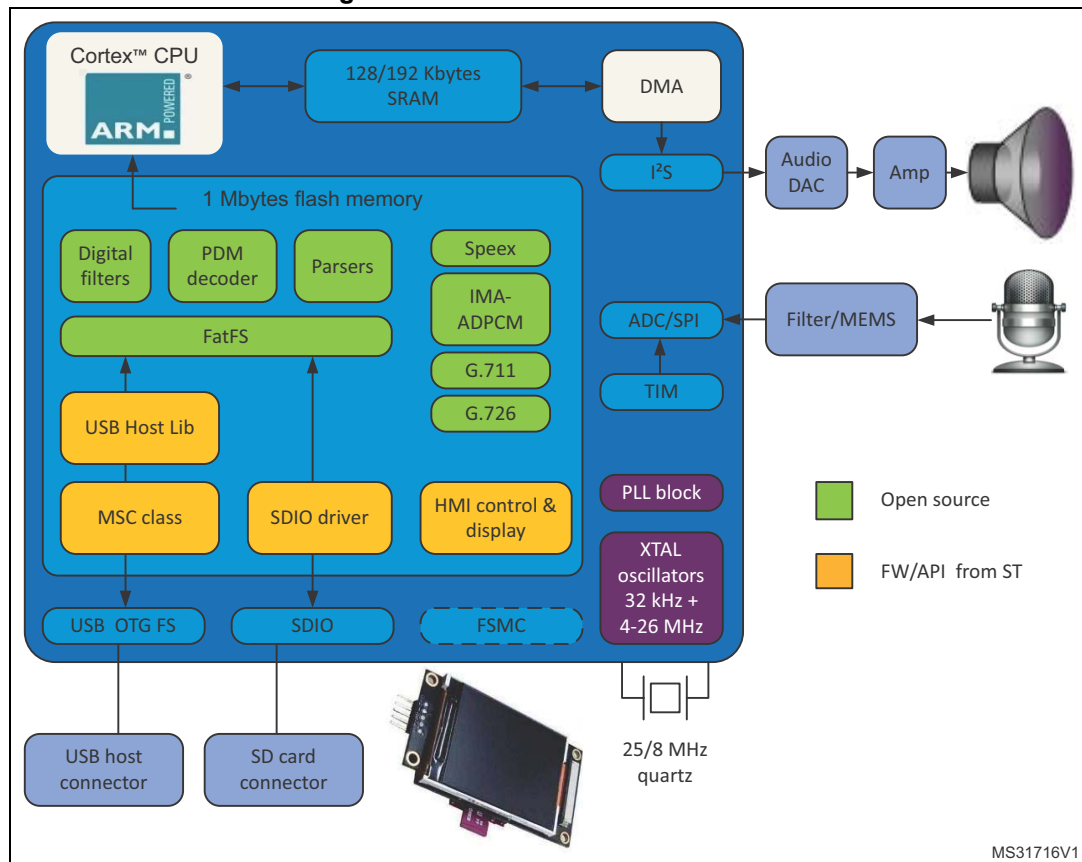 Cortex™ CPU
ARM
POWERED
®
128/192 Kbytes
SRAM
DMA
I²S
Audio
DAC
Amp
1 Mbytes flash memory
Digital
filters
PDM
decoder
Parsers
Speex
IMA-
ADPCM
G.711
G.726
FatFS
ADC/SPI
Filter/MEMS
TIM
USB Host Lib
MSC class
SDIO driver
HMI control &
display
PLL block
XTAL
oscillators
32 kHz +
4-26 MHz
Open source
FW/API from ST
USB OTG FS
SDIO
FSMC
USB host
connector
SD card
connector
25/8 MHz
quartz
MS31716V1